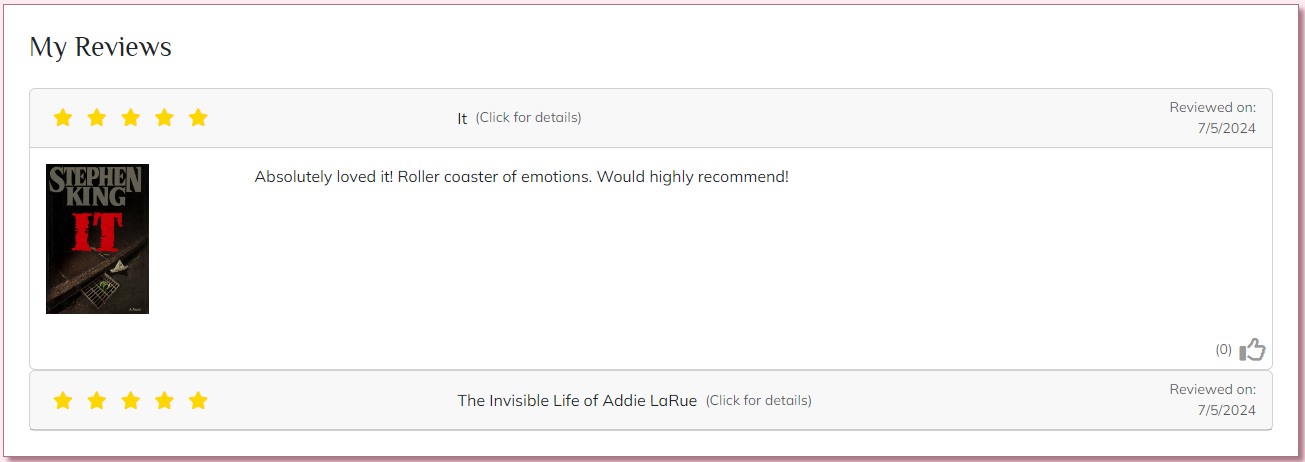 My Reviews
It (Click for details)
Reviewed on:
7/5/2024
STEPHEN
KING
IT
Absolutely loved it! Roller coaster of emotions. Would highly recommend!
(0)
The Invisible Life of Addie LaRue (Click for details)
Reviewed on:
7/5/2024